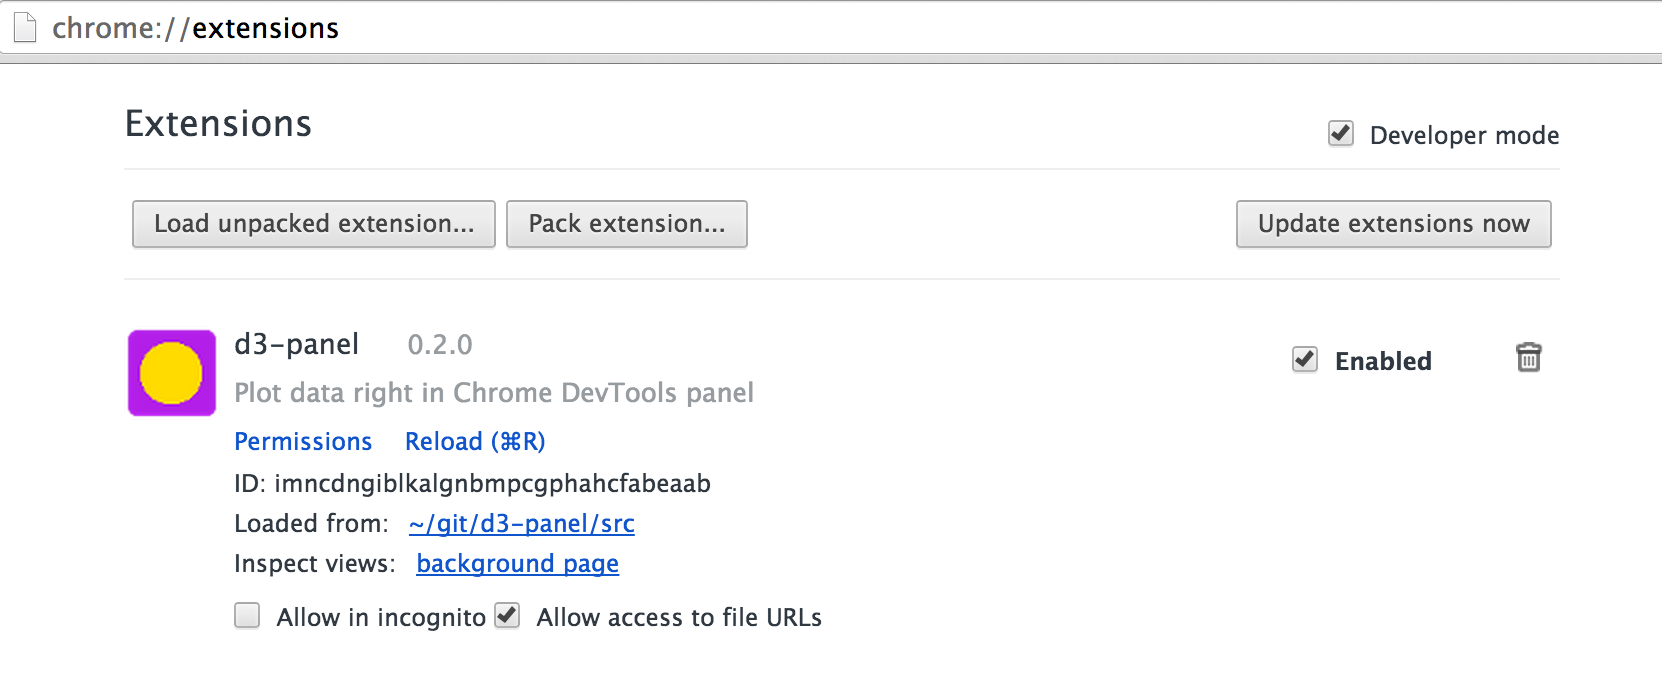 chrome://extensions
Extensions
Developer mode
Load unpacked extension...
Pack extension...
Update extensions now
d3-panel 0.2.0
Enabled
Plot data right in Chrome DevTools panel
Permissions Reload (⌘R)
ID: imncdngiblkalgnbmpcgphahcfabeaab
Loaded from: ~/git/d3-panel/src
Inspect views: background page
Allow in incognito Allow access to file URLs